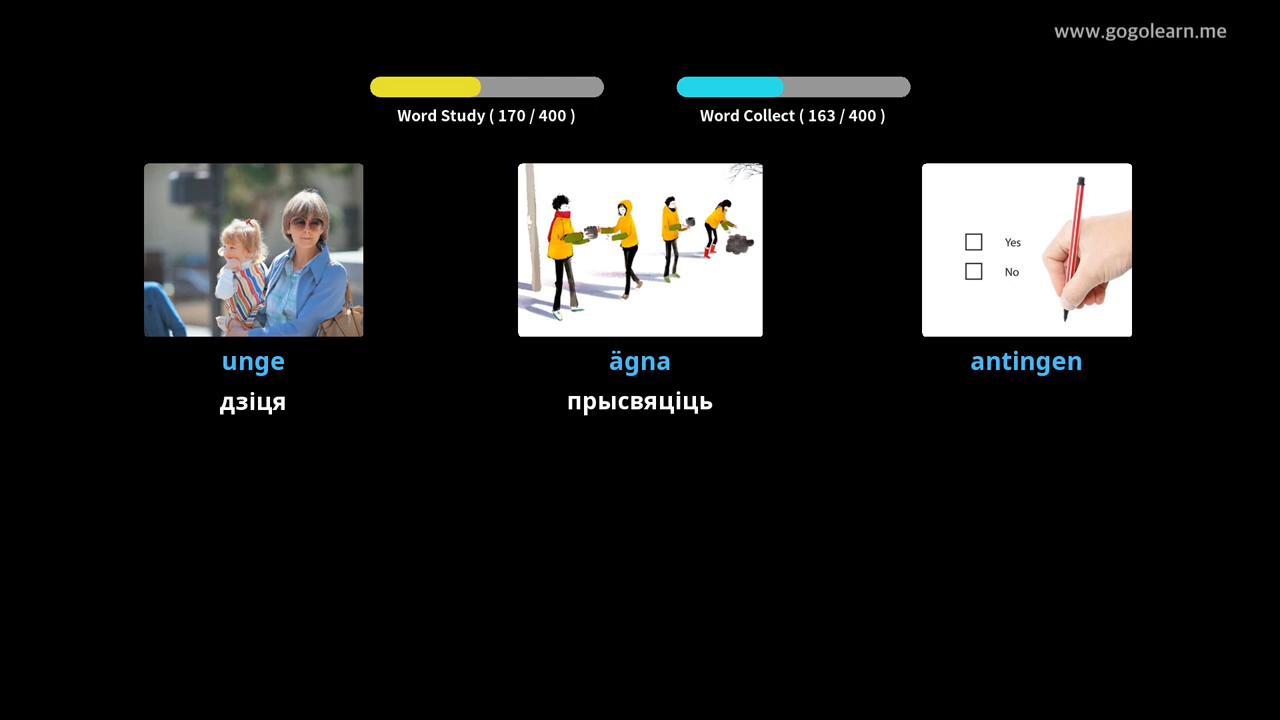 www.gogolearn.me
Word Study ( 170 / 400 )
Word Collect ( 163 / 400 )
Yes
No
unge
ägna
antingen
дзіця
прысвяціць